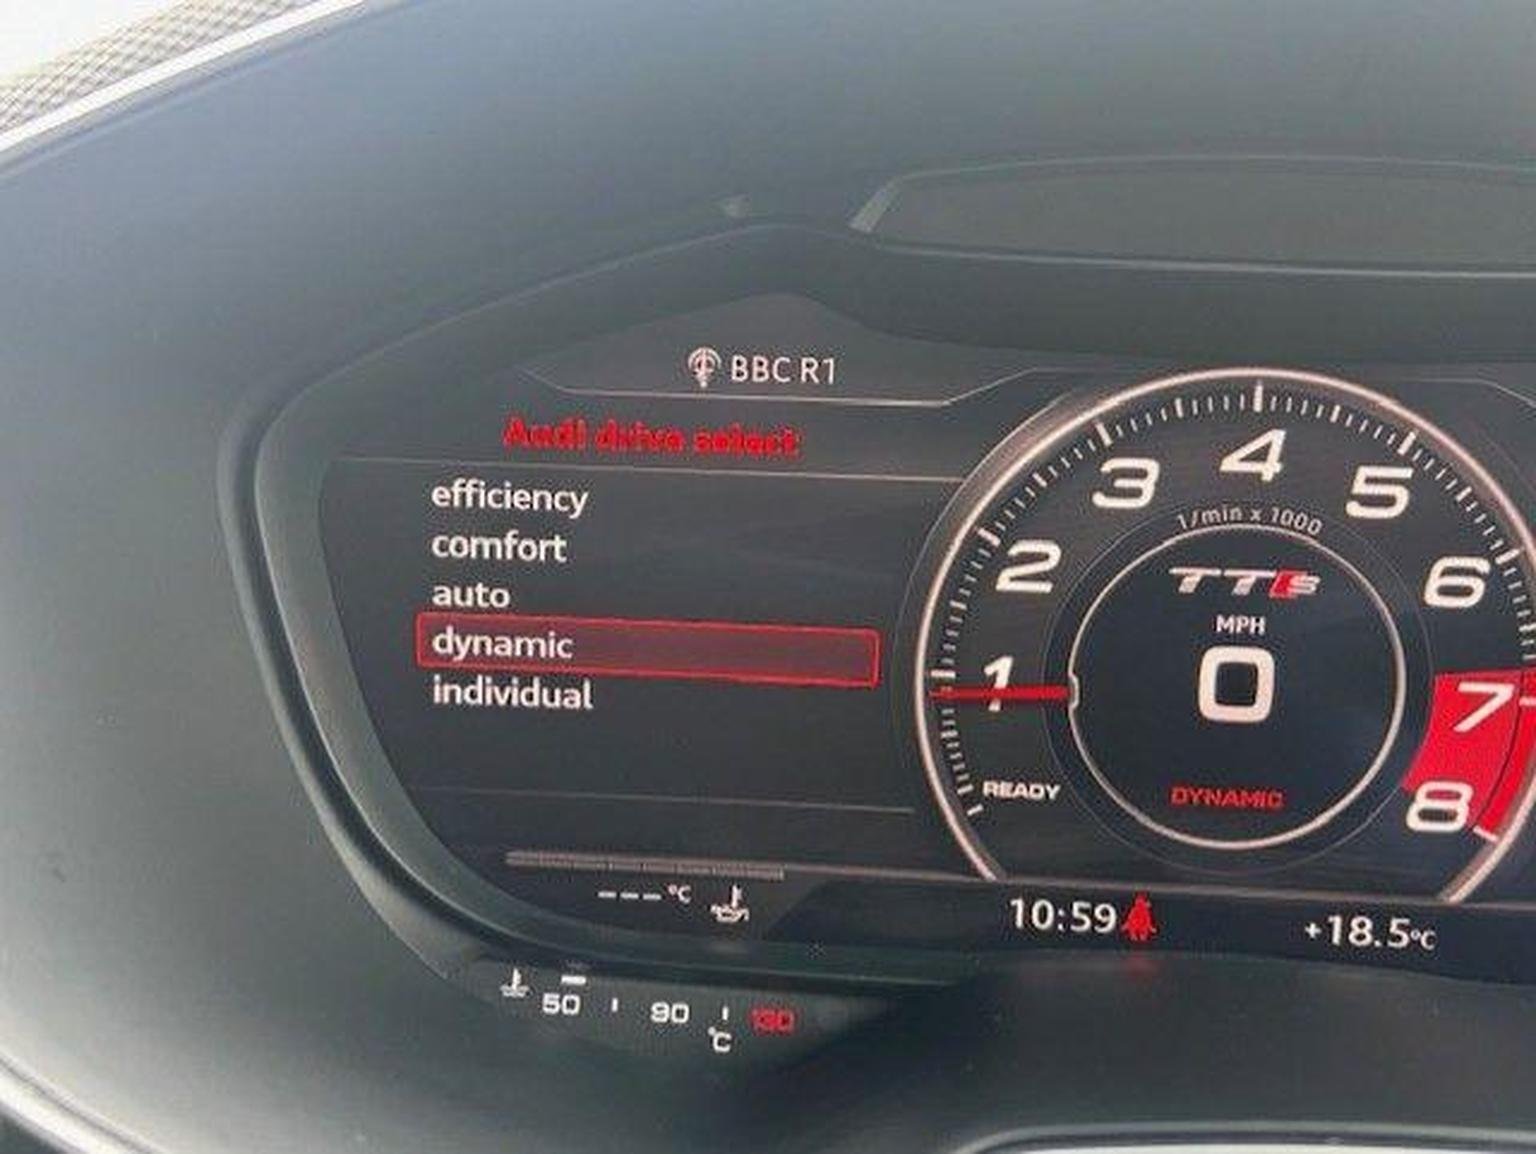 BBC R1
Audi drive select
efficiency
comfort
auto
dynamic
individual
---°C
50 90 130
°C
1 2 3 4 5 6 7 8
1/min x 1000
TTS
MPH
0
READY
DYNAMIC
10:59
+18.5°C